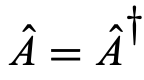 Â = Â†